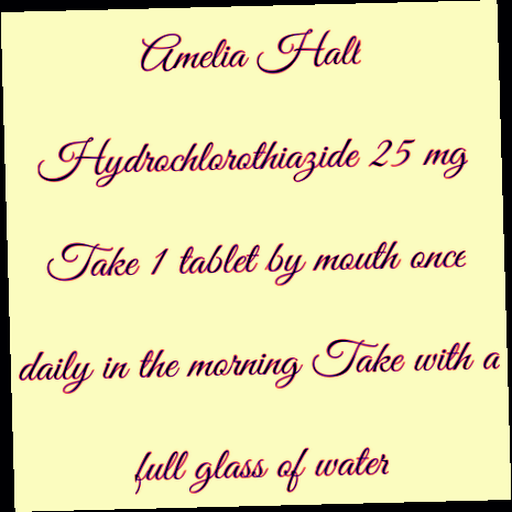 Amelia Halt
Hydrochlorothiazide 25 mg
Take 1 tablet by mouth once
daily in the morning Take with a
full glass of water